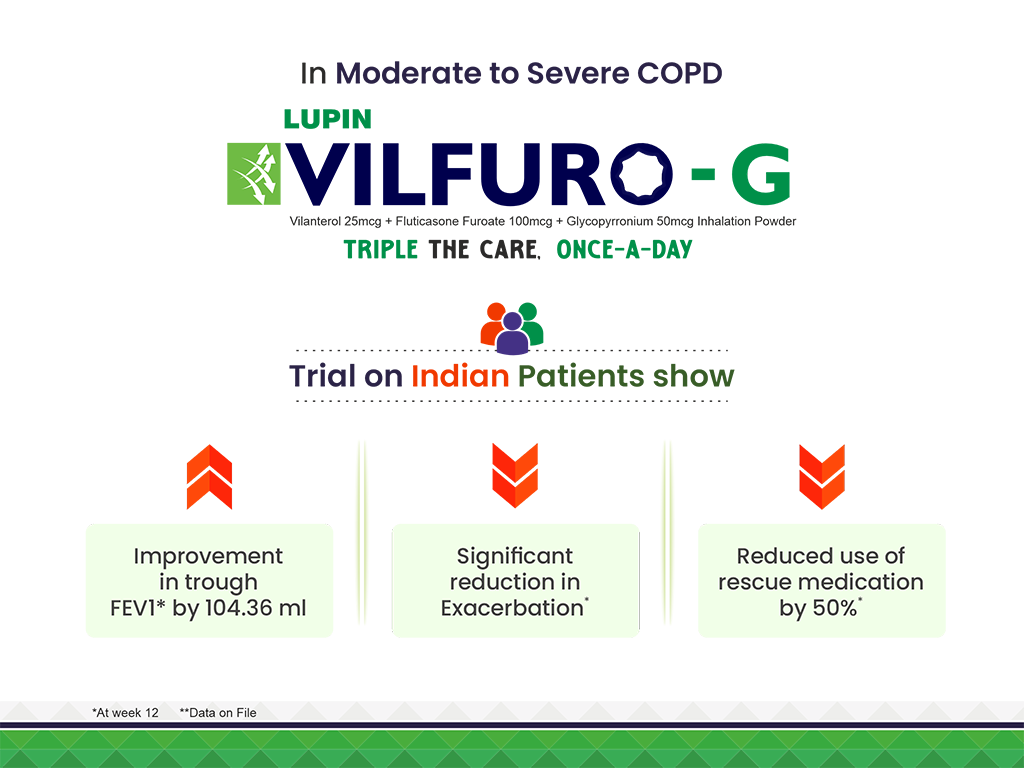 In Moderate to Severe COPD
LUPIN
VILFURO - G
Vilanterol 25mcg + Fluticasone Furoate 100mcg + Glycopyrronium 50mcg Inhalation Powder
TRIPLE THE CARE, ONCE-A-DAY
Trial on Indian Patients show
Improvement
in trough
FEV1* by 104.36 ml
Significant
reduction in
Exacerbation*
Reduced use of
rescue medication
by 50%*
*At week 12 **Data on File